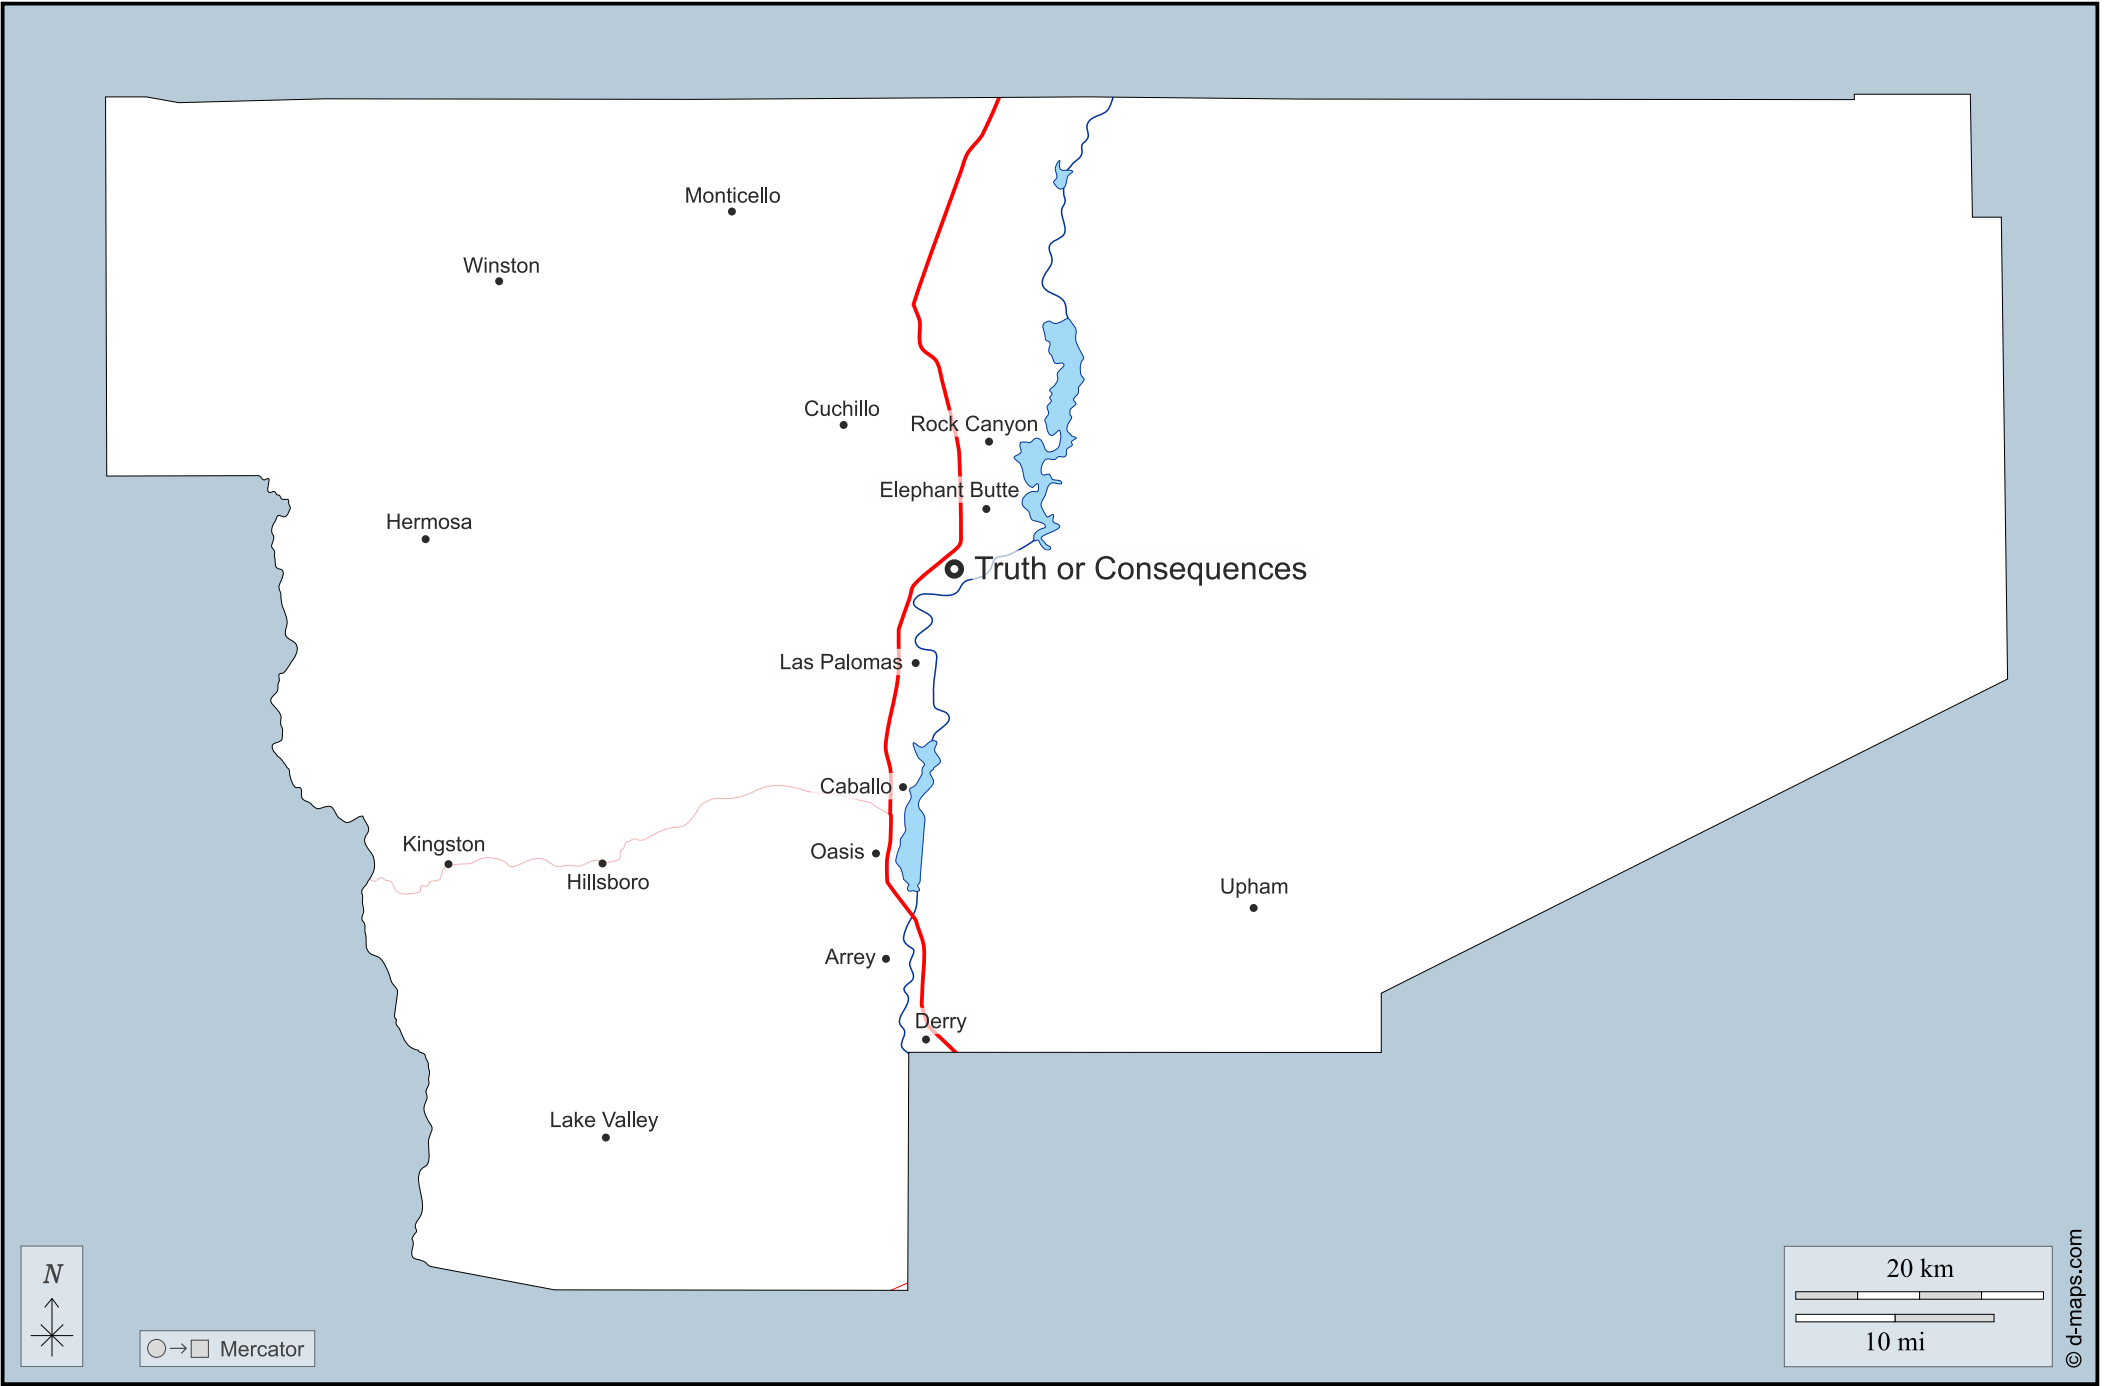 Monticello
Winston
Cuchillo
Rock Canyon
Elephant Butte
Hermosa
Truth or Consequences
Las Palomas
Caballo
Kingston
Oasis
Hillsboro
Upham
Arrey
Derry
Lake Valley
N
Mercator
20 km
10 mi
© d-maps.com